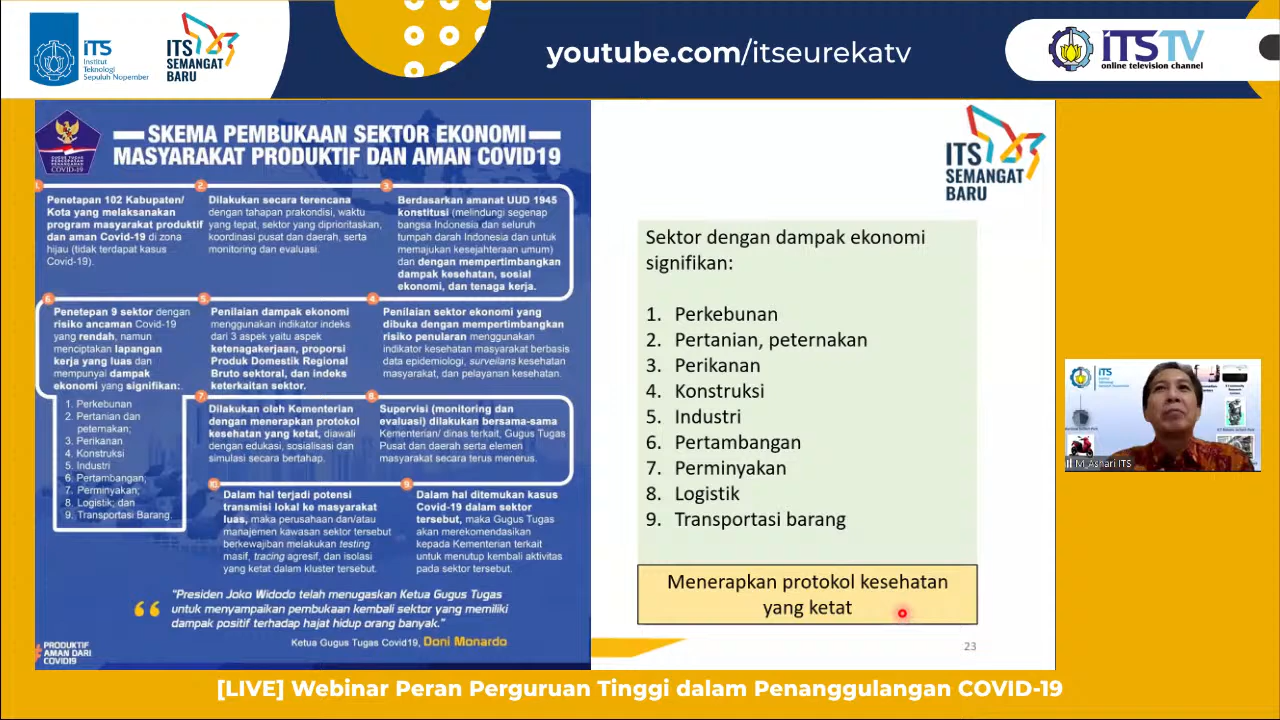 iTS
Institut
Teknologi
Sepuluh Nopember
ITS
SEMANGAT
BARU
youtube.com/itseurekatv
iTSTV
online television channel
GUGUS TUGAS
PERCEPATAN
PENANGANAN
COVID-19
SKEMA PEMBUKAAN SEKTOR EKONOMI
MASYARAKAT PRODUKTIF DAN AMAN COVID19
1.
Penetapan 102 Kabupaten/
Kota yang melaksanakan
program masyarakat produktif
dan aman Covid-19 di zona
hijau (tidak terdapat kasus
Covid-19).
2.
Dilakukan secara terencana
dengan tahapan prakondisi, waktu
yang tepat, sektor yang diprioritaskan,
koordinasi pusat dan daerah, serta
monitoring dan evaluasi.
3.
Berdasarkan amanat UUD 1945
konstitusi (melindungi segenap
bangsa Indonesia dan seluruh
tumpah darah Indonesia dan untuk
memajukan kesejahteraan umum)
dan dengan mempertimbangkan
dampak kesehatan, sosial
ekonomi, dan tenaga kerja.
4.
Penilaian sektor ekonomi yang
dibuka dengan mempertimbangkan
risiko penularan menggunakan
indikator kesehatan masyarakat berbasis
data epidemiologi, surveilans kesehatan
masyarakat, dan pelayanan kesehatan.
5.
Penilaian dampak ekonomi
menggunakan indikator indeks
dari 3 aspek yaitu aspek
ketenagakerjaan, proporsi
Produk Domestik Regional
Bruto sektoral, dan indeks
keterkaitan sektor.
6.
Penetapan 9 sektor dengan
risiko ancaman Covid-19
yang rendah, namun
menciptakan lapangan
kerja yang luas dan
mempunyai dampak
ekonomi yang signifikan:
1. Perkebunan
2. Pertanian dan
peternakan;
3. Perikanan
4. Konstruksi
5. Industri
6. Pertambangan,
7. Perminyakan;
8. Logistik; dan
9. Transportasi Barang.
7.
Dilakukan oleh Kementerian
dengan menerapkan protokol
kesehatan yang ketat, diawali
dengan edukasi, sosialisasi dan
simulasi secara bertahap.
8.
Supervisi (monitoring dan
evaluasi) dilakukan bersama-sama
Kementerian/ dinas terkait, Gugus Tugas
Pusat dan daerah serta elemen
masyarakat secara terus menerus.
9.
Dalam hal ditemukan kasus
Covid-19 dalam sektor
tersebut, maka Gugus Tugas
akan merekomendasikan
kepada Kementerian terkait
untuk menutup kembali aktivitas
pada sektor tersebut.
10.
Dalam hal terjadi potensi
transmisi lokal ke masyarakat
luas, maka perusahaan dan/atau
manajemen kawasan sektor tersebut
berkewajiban melakukan testing
masif, tracing agresif, dan isolasi
yang ketat dalam kluster tersebut.
"Presiden Joko Widodo telah menugaskan Ketua Gugus Tugas
untuk menyampaikan pembukaan kembali sektor yang memiliki
dampak positif terhadap hajat hidup orang banyak."
Ketua Gugus Tugas Covid19, Doni Monardo
# PRODUKTIF
AMAN DARI
COVID19
ITS
SEMANGAT
BARU
Sektor dengan dampak ekonomi
signifikan:
1. Perkebunan
2. Pertanian, peternakan
3. Perikanan
4. Konstruksi
5. Industri
6. Pertambangan
7. Perminyakan
8. Logistik
9. Transportasi barang
Menerapkan protokol kesehatan
yang ketat
23
iTS
M Ashari ITS
[LIVE] Webinar Peran Perguruan Tinggi dalam Penanggulangan COVID-19